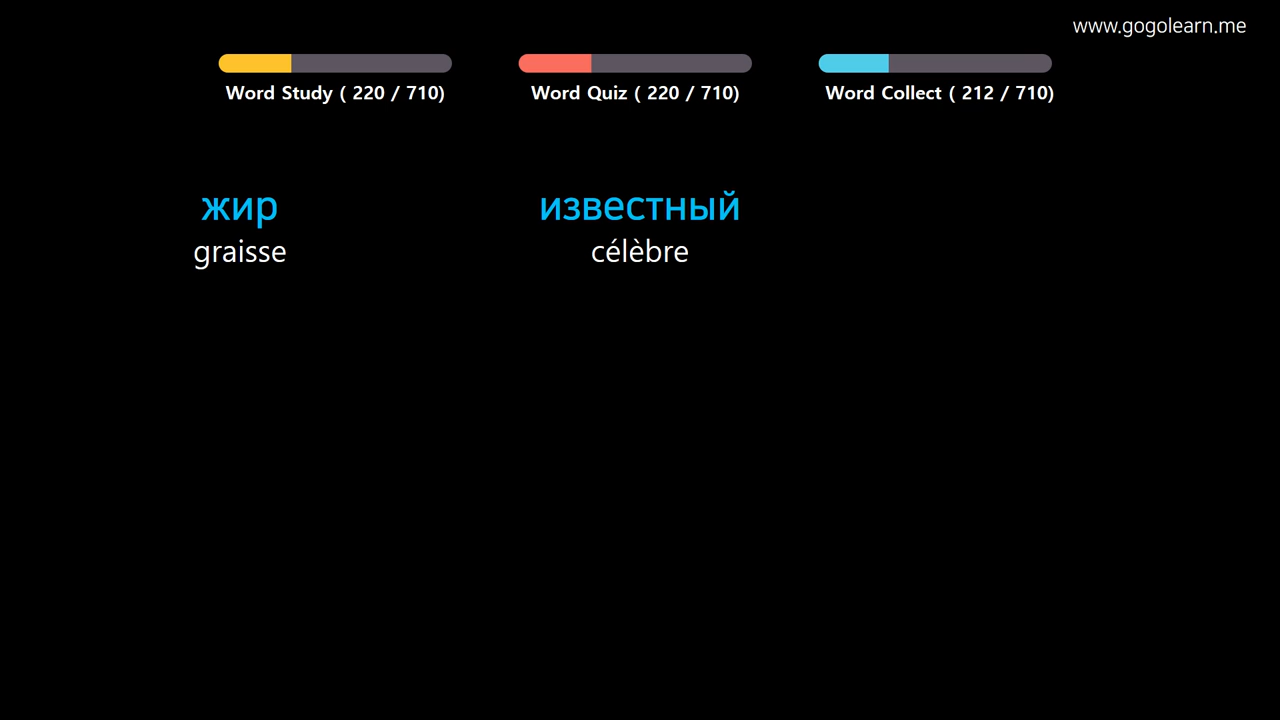 www.gogolearn.me
Word Study ( 220 / 710)
Word Quiz ( 220 / 710)
Word Collect ( 212 / 710)
жир
graisse
известный
célèbre